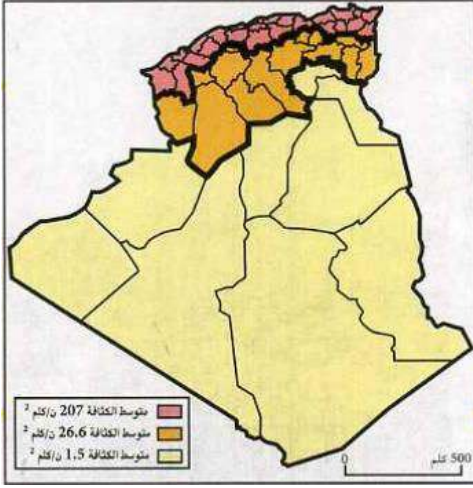 متوسط الكثافة 207 ن/كلم ²
متوسط الكثافة 26.6 ن/كلم ²
متوسط الكثافة 1.5 ن/كلم ²
0 500 كلم